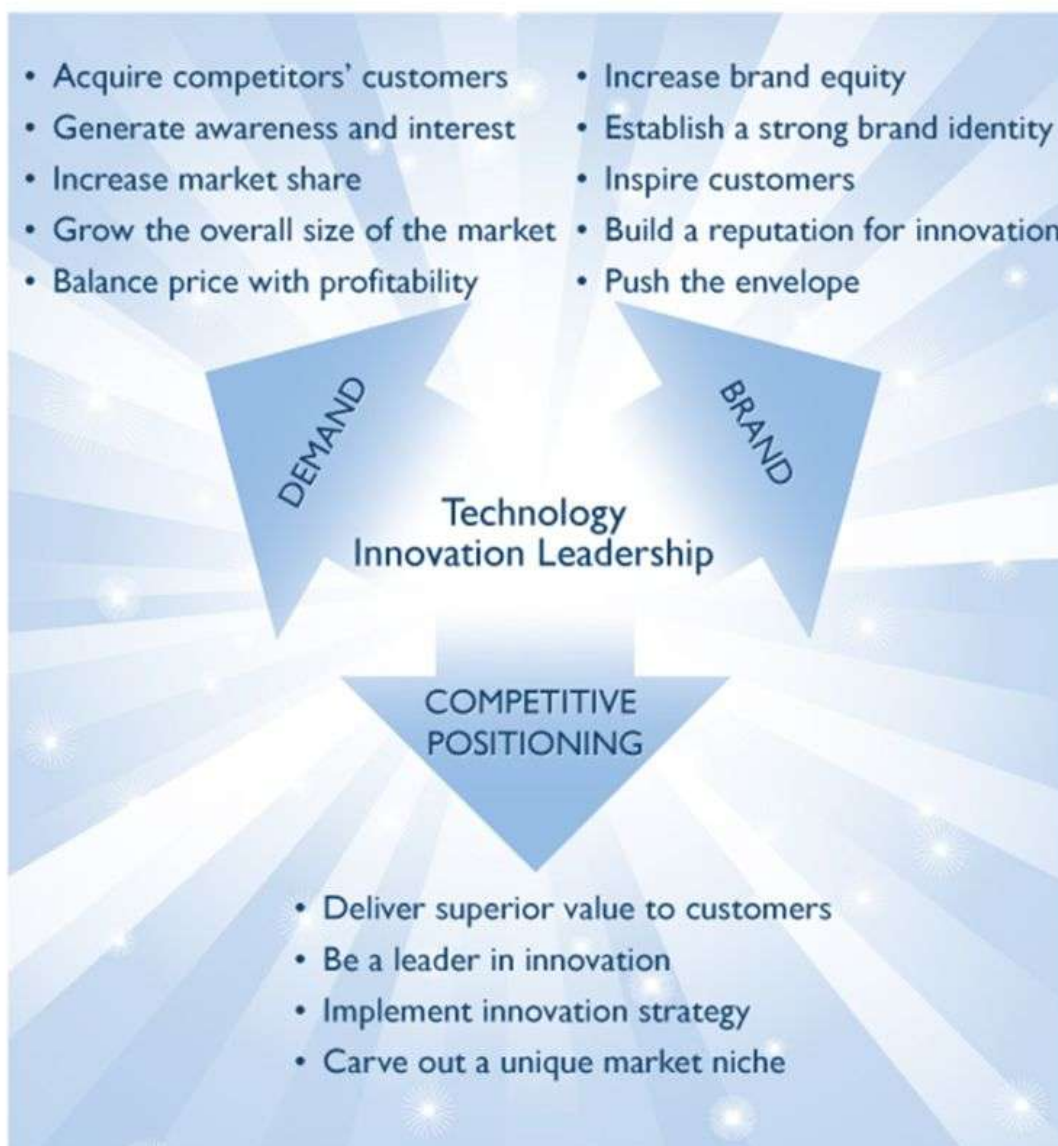 • Acquire competitors’ customers
• Generate awareness and interest
• Increase market share
• Grow the overall size of the market
• Balance price with profitability
• Increase brand equity
• Establish a strong brand identity
• Inspire customers
• Build a reputation for innovation
• Push the envelope
DEMAND
BRAND
Technology
Innovation Leadership
COMPETITIVE
POSITIONING
• Deliver superior value to customers
• Be a leader in innovation
• Implement innovation strategy
• Carve out a unique market niche